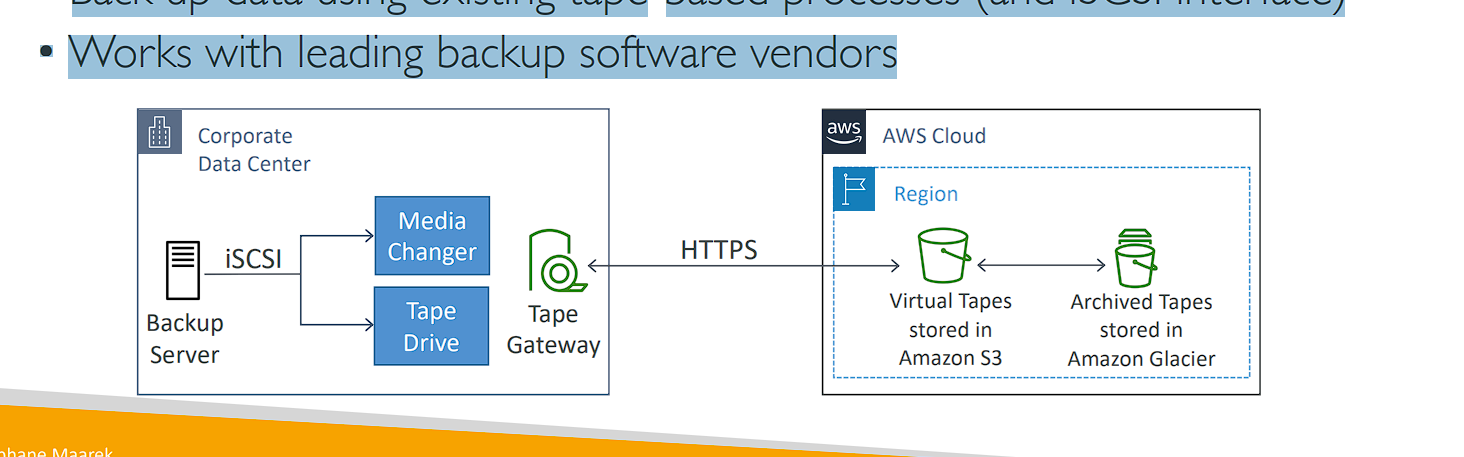 Back up data using existing tape-based processes (and iSCSI interface)
• Works with leading backup software vendors
Corporate
Data Center
Backup
Server
iSCSI
Media
Changer
Tape
Drive
Tape
Gateway
HTTPS
aws
AWS Cloud
Region
Virtual Tapes
stored in
Amazon S3
Archived Tapes
stored in
Amazon Glacier
phane Maarek